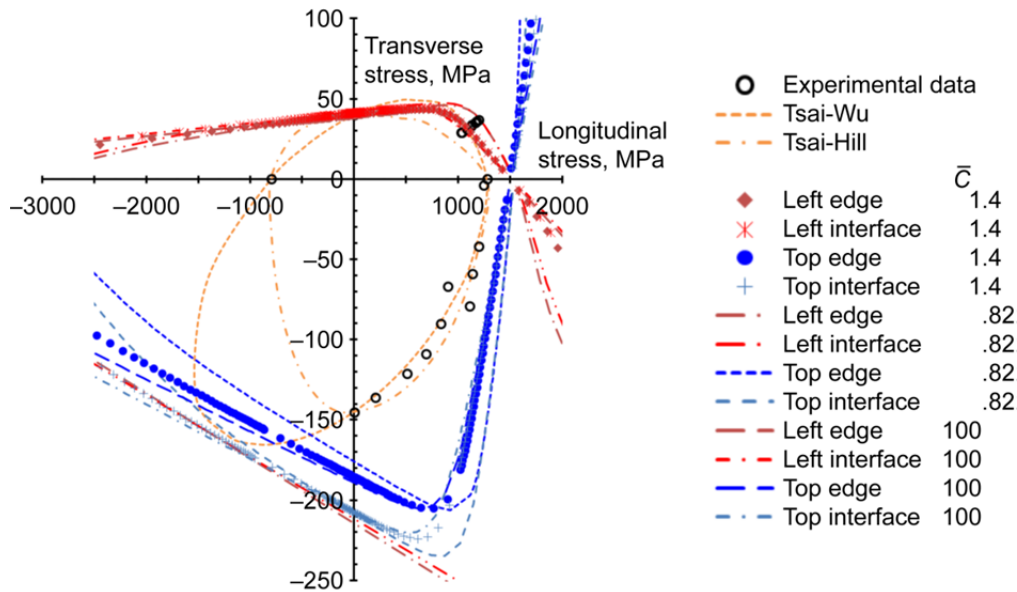 100
Transverse
stress, MPa
50
Longitudinal
stress, MPa
0
–3000 –2000 –1000 0 1000 2000
–50
–100
–150
–200
–250
Experimental data
Tsai-Wu
Tsai-Hill
C̅
Left edge 1.4
Left interface 1.4
Top edge 1.4
Top interface 1.4
Left edge .82
Left interface .82
Top edge .82
Top interface .82
Left edge 100
Left interface 100
Top edge 100
Top interface 100